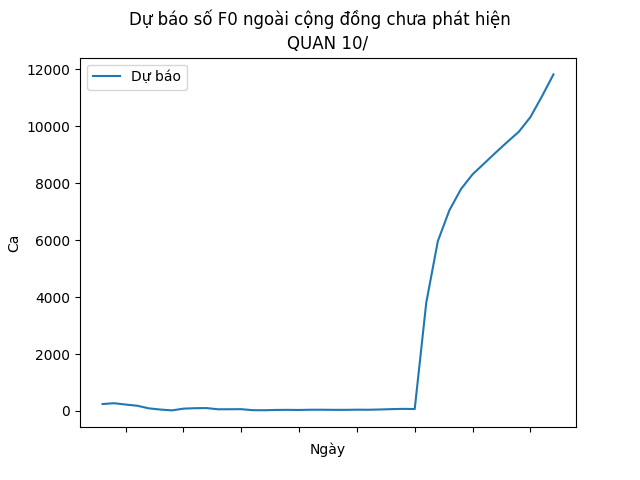 Dự báo số F0 ngoài cộng đồng chưa phát hiện
QUAN 10/
Dự báo
12000
10000
8000
6000
4000
2000
0
Ca
Ngày